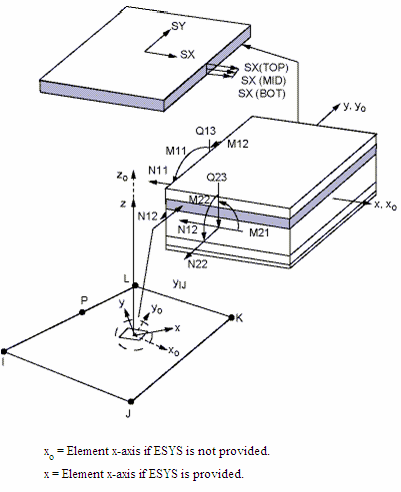 SY
SX
SX(TOP)
SX (MID)
SX (BOT)
y, yo
Q13
M12
M11
zo
N11
Q23
z
M22
x, xo
N12
N12
M21
N22
L
yIJ
P
y
yo
K
x
xo
I
J
xo = Element x-axis if ESYS is not provided.
x = Element x-axis if ESYS is provided.